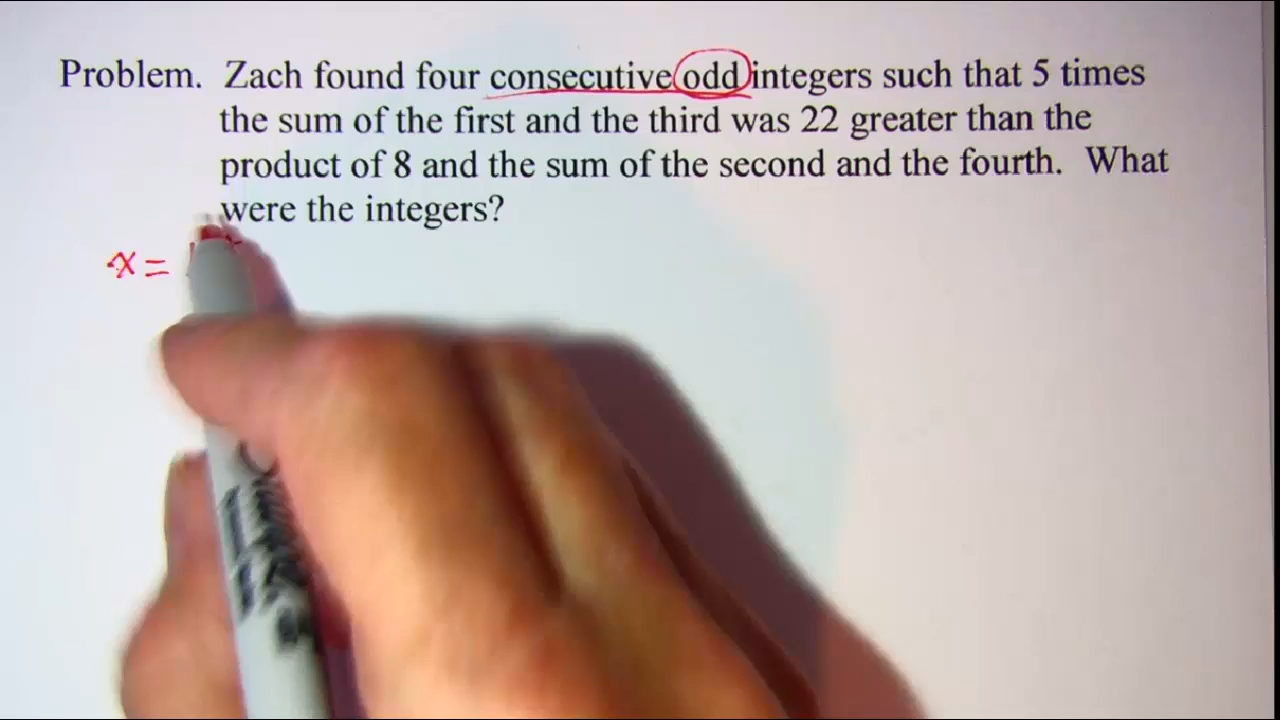 Problem. Zach found four consecutive odd integers such that 5 times
the sum of the first and the third was 22 greater than the
product of 8 and the sum of the second and the fourth. What
were the integers?
x =